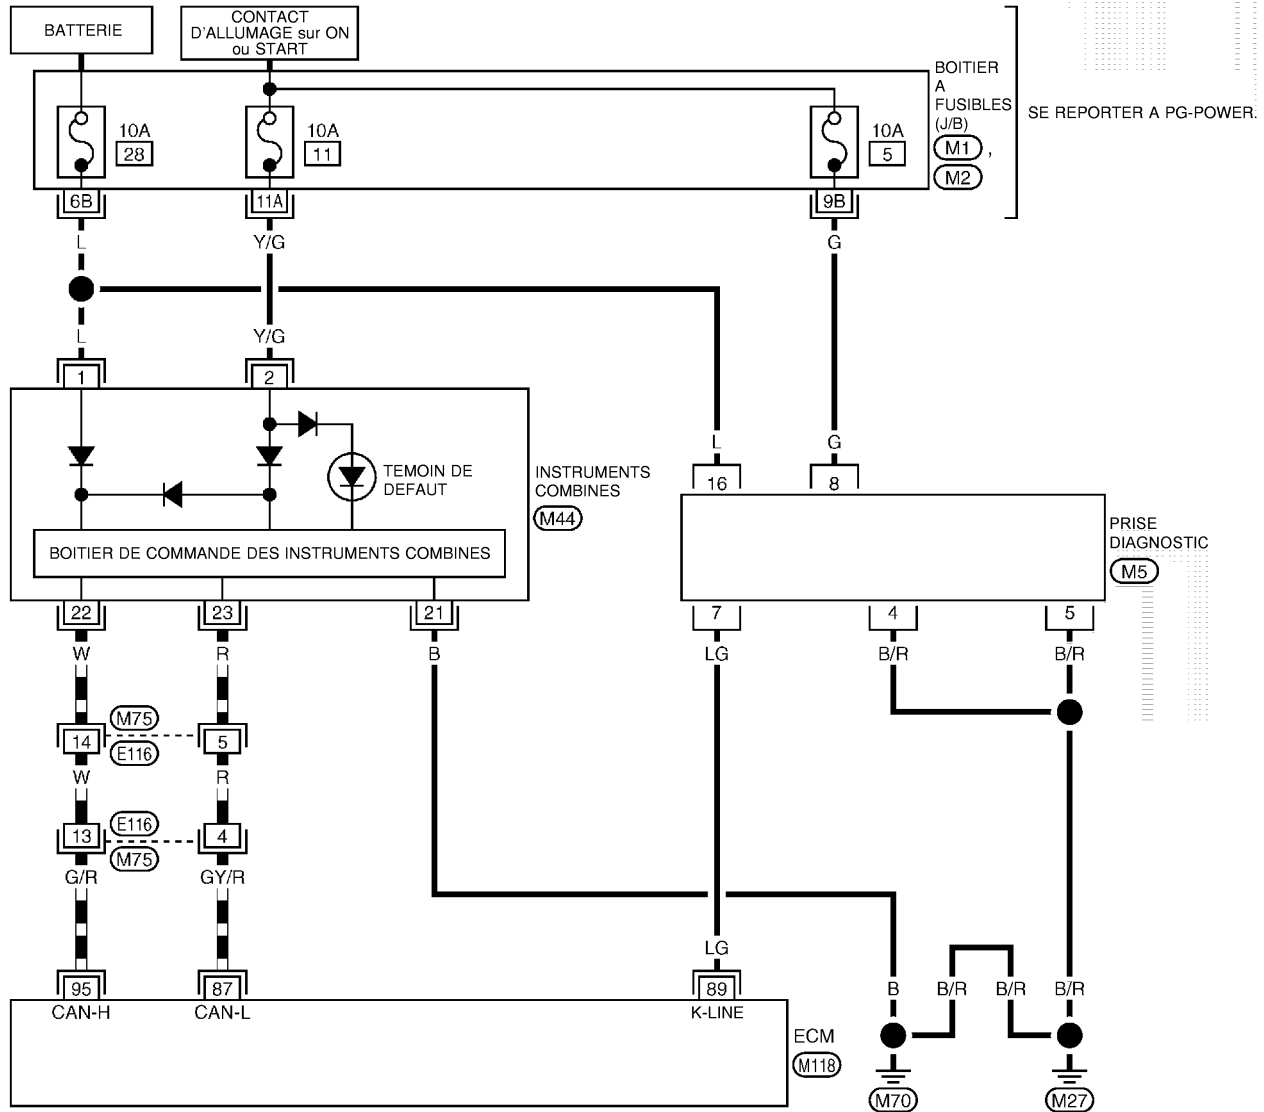 BATTERIE
CONTACT
D'ALLUMAGE sur ON
ou START
BOITIER
A
FUSIBLES
(J/B)
M1 ,
M2
SE REPORTER A PG-POWER.
10A
28
10A
11
10A
5
6B
11A
9B
L
Y/G
G
L
Y/G
1
2
L
G
16
8
TEMOIN DE
DEFAUT
INSTRUMENTS
COMBINES
M44
BOITIER DE COMMANDE DES INSTRUMENTS COMBINES
PRISE
DIAGNOSTIC
M5
22
23
21
7
4
5
W
R
B
LG
B/R
B/R
M75
14
5
E116
W
R
E116
13
4
M75
G/R
GY/R
LG
95
87
89
B
B/R
B/R
B/R
CAN-H
CAN-L
K-LINE
ECM
M118
M70
M27